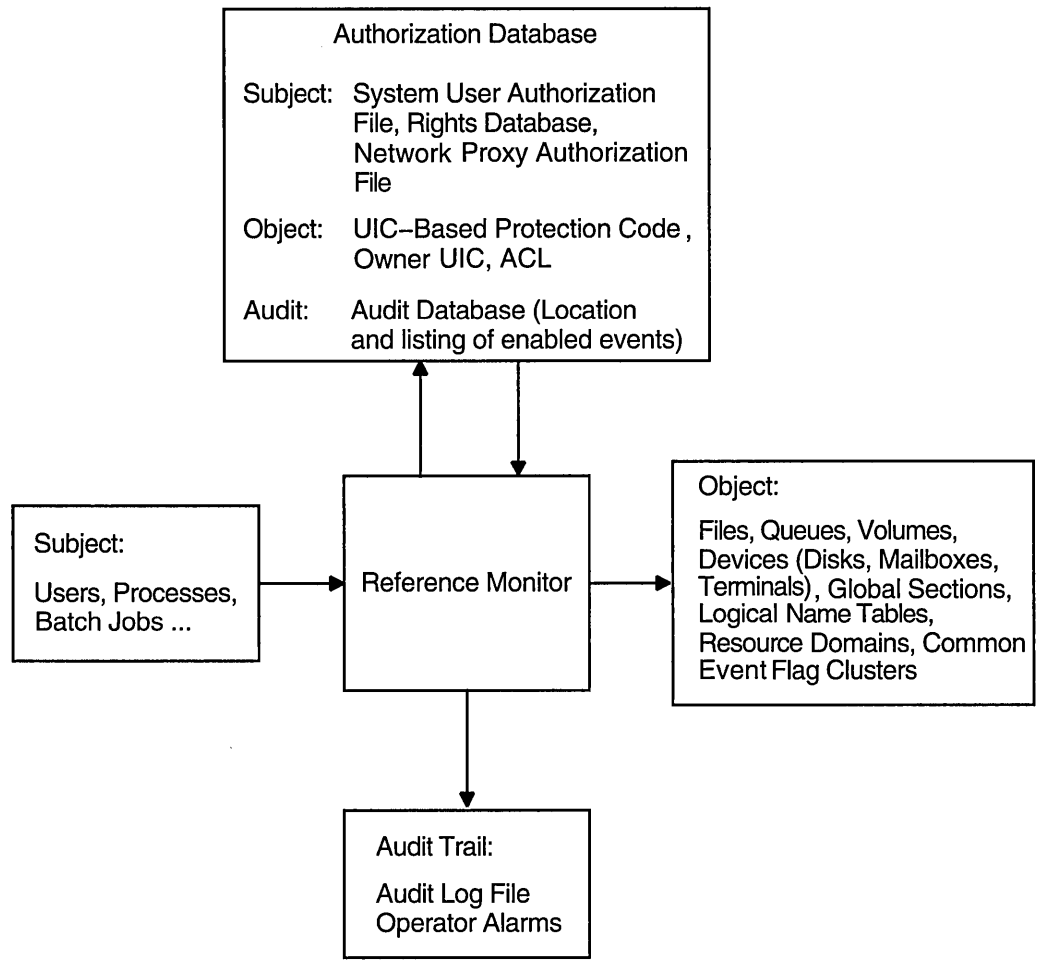 Authorization Database
Subject: System User Authorization
File, Rights Database,
Network Proxy Authorization
File
Object: UIC–Based Protection Code ,
Owner UIC, ACL
Audit: Audit Database (Location
and listing of enabled events)
Subject:
Users, Processes,
Batch Jobs ...
Reference Monitor
Object:
Files, Queues, Volumes,
Devices (Disks, Mailboxes,
Terminals) , Global Sections,
Logical Name Tables,
Resource Domains, Common
Event Flag Clusters
Audit Trail:
Audit Log File
Operator Alarms